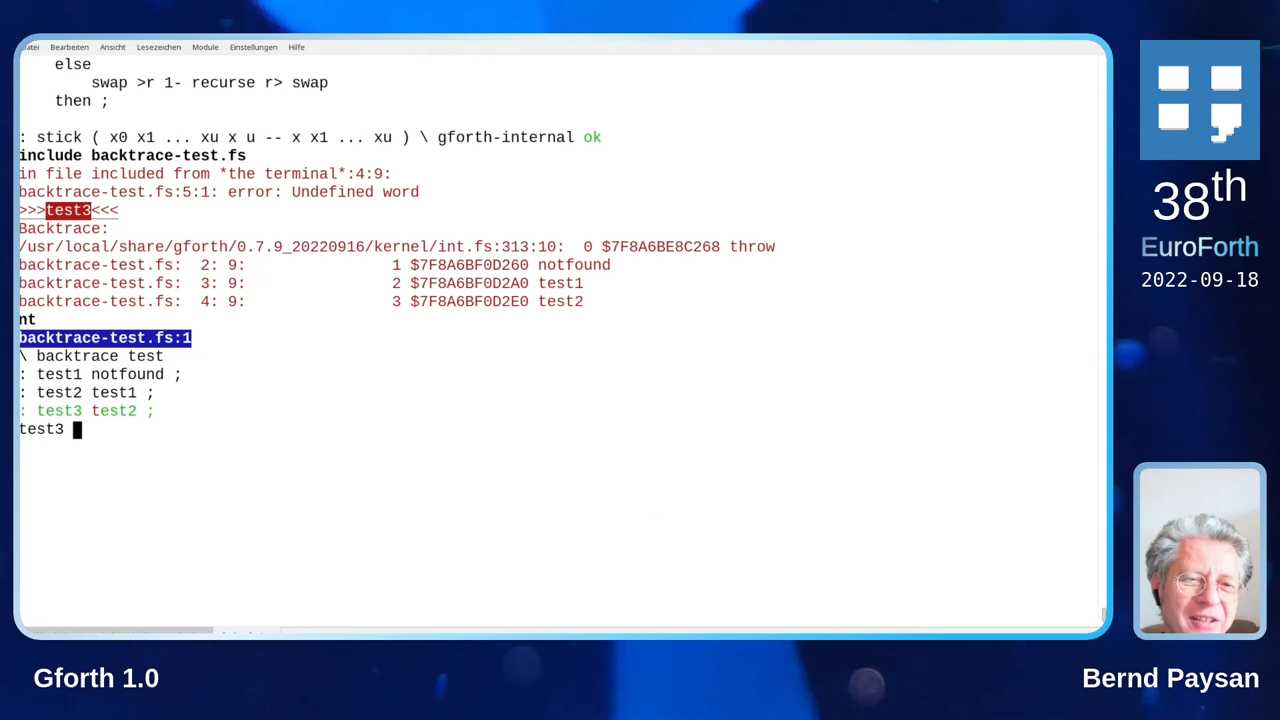 atei Bearbeiten Ansicht Lesezeichen Module Einstellungen Hilfe
else
swap >r 1- recurse r> swap
then ;
: stick ( x0 x1 ... xu x u -- x x1 ... xu ) \ gforth-internal ok
include backtrace-test.fs
in file included from *the terminal*:4:9:
backtrace-test.fs:5:1: error: Undefined word
>>>test3<<<
Backtrace:
/usr/local/share/gforth/0.7.9_20220916/kernel/int.fs:313:10:  0 $7F8A6BE8C268 throw
backtrace-test.fs:  2: 9:                 1 $7F8A6BF0D260 notfound
backtrace-test.fs:  3: 9:                 2 $7F8A6BF0D2A0 test1
backtrace-test.fs:  4: 9:                 3 $7F8A6BF0D2E0 test2
nt
backtrace-test.fs:1
\ backtrace test
: test1 notfound ;
: test2 test1 ;
: test3 test2 ;
test3
38th
EuroForth
2022-09-18
Gforth 1.0
Bernd Paysan